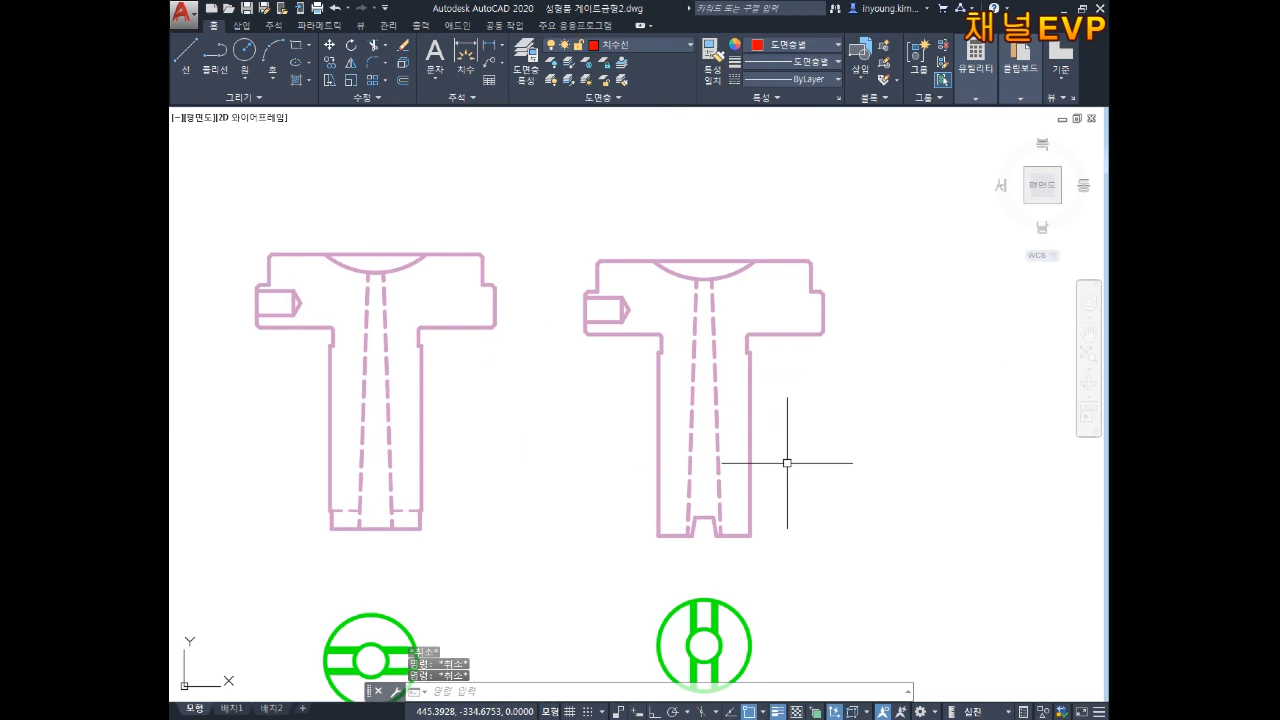 Autodesk AutoCAD 2020 성형품 게이트금형2.dwg
키워드 또는 구문 입력
inyoung.kim...
채널EVP
홈 삽입 주석 파라메트릭 뷰 관리 출력 애드인 공동 작업 주요 응용프로그램
선 폴리선 원 호
문자 치수
도면층 특성
치수선
특성 일치
도면층별
도면층별
ByLayer
삽입
그룹
유틸리티
클립보드
기준
그리기 수정 주석 도면층 특성 블록 그룹 뷰
[−][평면도][2D 와이어프레임]
북
서 평면도 동
남
WCS
Y
X
*취소*
명령: *취소*
명령: *취소*
명령 입력
모형 배치1 배치2 +
445.3928, -334.6753, 0.0000 모형 십진